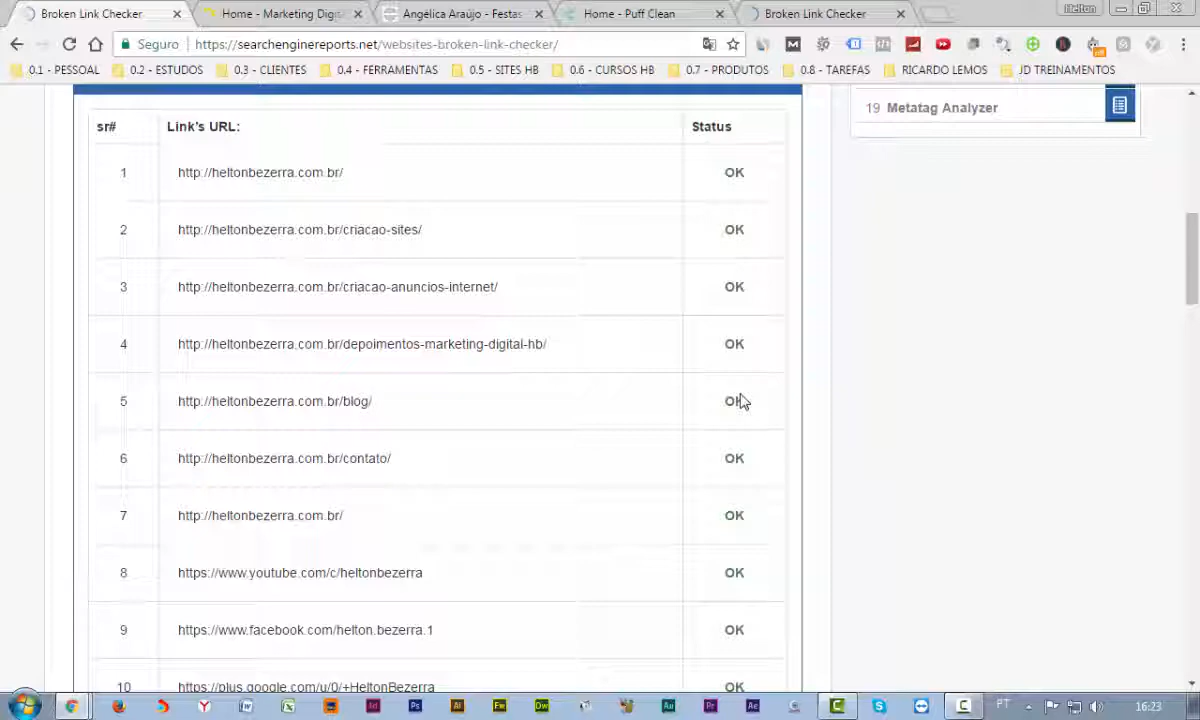 Broken Link Checker
Home - Marketing Digi
Angélica Araújo - Festas
Home - Puff Clean
Broken Link Checker
Helton
Seguro
https://searchenginereports.net/websites-broken-link-checker/
0.1 - PESSOAL
0.2 - ESTUDOS
0.3 - CLIENTES
0.4 - FERRAMENTAS
0.5 - SITES HB
0.6 - CURSOS HB
0.7 - PRODUTOS
0.8 - TAREFAS
RICARDO LEMOS
JD TREINAMENTOS
19 Metatag Analyzer
sr# Link's URL: Status
1 http://heltonbezerra.com.br/ OK
2 http://heltonbezerra.com.br/criacao-sites/ OK
3 http://heltonbezerra.com.br/criacao-anuncios-internet/ OK
4 http://heltonbezerra.com.br/depoimentos-marketing-digital-hb/ OK
5 http://heltonbezerra.com.br/blog/ OK
6 http://heltonbezerra.com.br/contato/ OK
7 http://heltonbezerra.com.br/ OK
8 https://www.youtube.com/c/heltonbezerra OK
9 https://www.facebook.com/helton.bezerra.1 OK
10 https://plus.google.com/u/0/+HeltonBezerra OK
PT
16:23